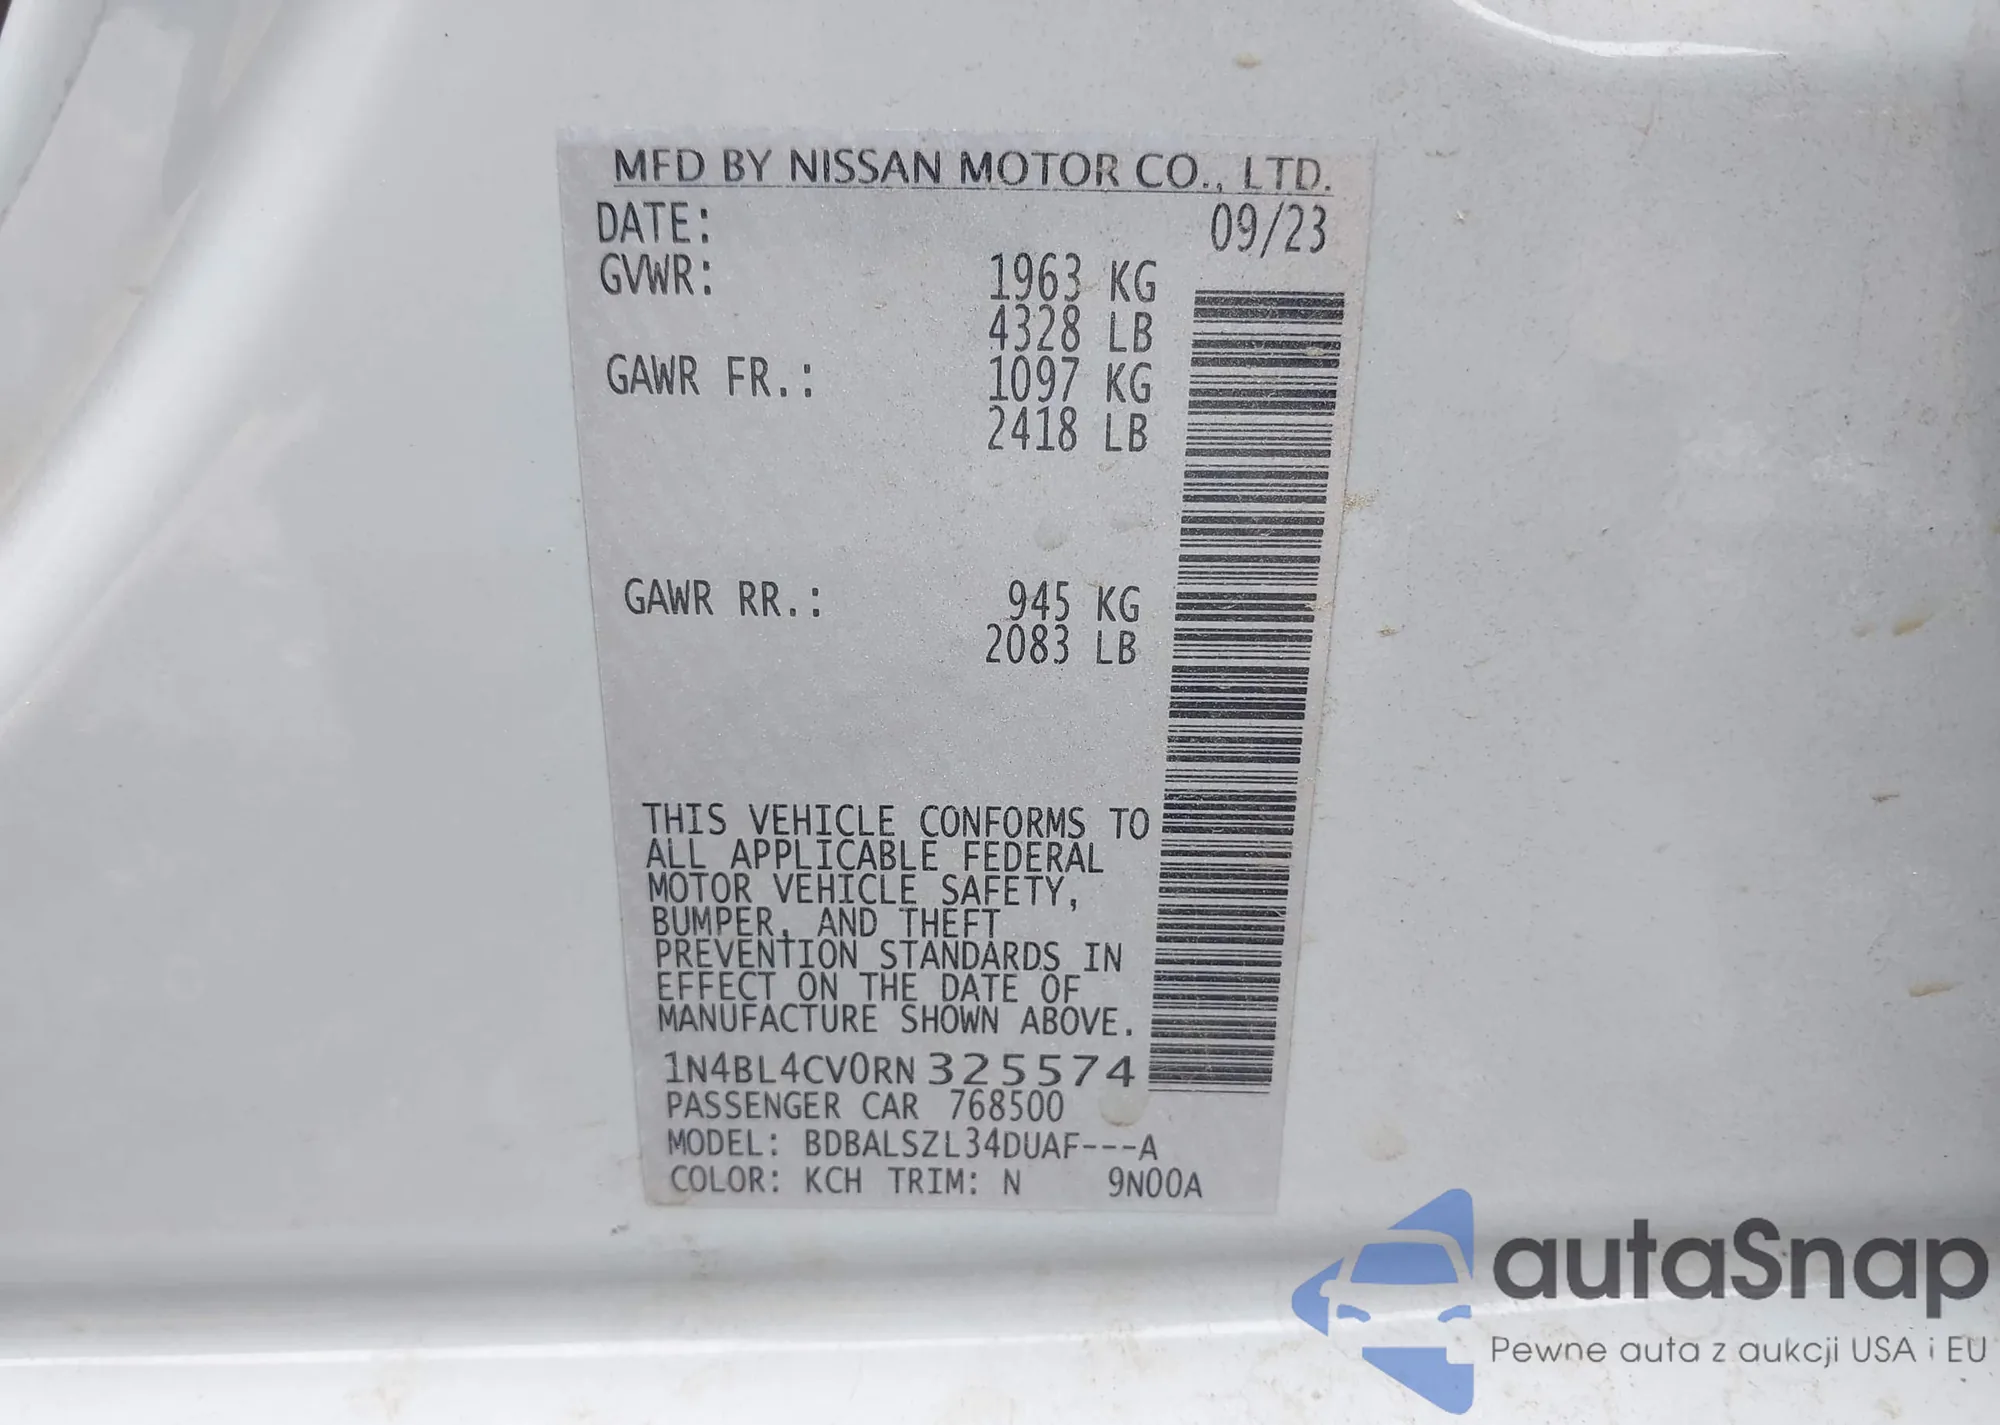 MFD BY NISSAN MOTOR CO., LTD.
DATE: 09/23
GVWR: 1963 KG
4328 LB
GAWR FR.: 1097 KG
2418 LB
GAWR RR.: 945 KG
2083 LB
THIS VEHICLE CONFORMS TO
ALL APPLICABLE FEDERAL
MOTOR VEHICLE SAFETY,
BUMPER, AND THEFT
PREVENTION STANDARDS IN
EFFECT ON THE DATE OF
MANUFACTURE SHOWN ABOVE.
1N4BL4CV0RN325574
PASSENGER CAR 768500
MODEL: BDBALSZL34DUAF---A
COLOR: KCH TRIM: N 9N00A
autaSnap
Pewne auta z aukcji USA i EU